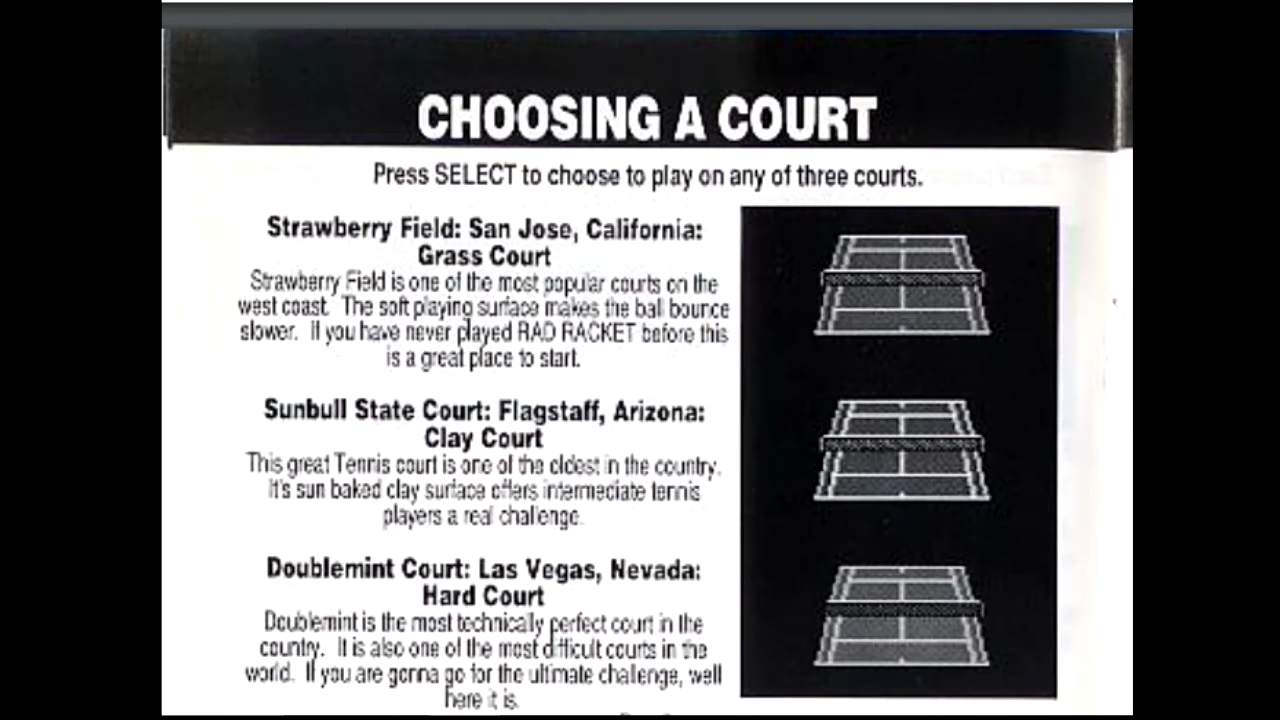 CHOOSING A COURT
Press SELECT to choose to play on any of three courts.
Strawberry Field: San Jose, California:
Grass Court
Strawberry Field is one of the most popular courts on the
west coast. The soft playing surface makes the ball bounce
slower. If you have never played RAD RACKET before this
is a great place to start.
Sunbull State Court: Flagstaff, Arizona:
Clay Court
This great Tennis court is one of the oldest in the country.
It's sun baked clay surface offers intermediate tennis
players a real challenge.
Doublemint Court: Las Vegas, Nevada:
Hard Court
Doublemint is the most technically perfect court in the
country. It is also one of the most difficult courts in the
world. If you are gonna go for the ultimate challenge, well
here it is.